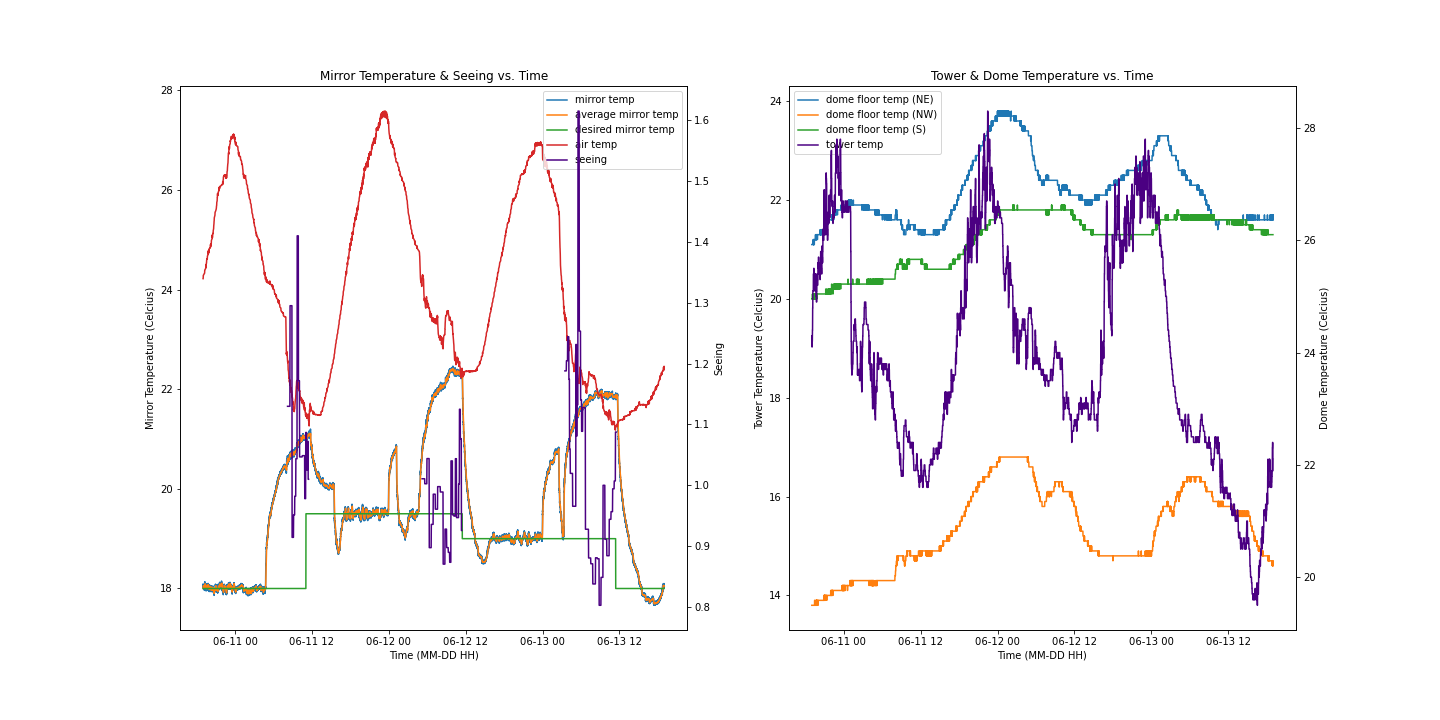 Mirror Temperature & Seeing vs. Time
Mirror Temperature (Celcius)
28
26
24
22
20
18
mirror temp
average mirror temp
desired mirror temp
air temp
seeing
1.6
1.5
1.4
1.3
1.2
1.1
1.0
0.9
0.8
Seeing
06-11 00 06-11 12 06-12 00 06-12 12 06-13 00 06-13 12
Time (MM-DD HH)
Tower & Dome Temperature vs. Time
Tower Temperature (Celcius)
24
22
20
18
16
14
dome floor temp (NE)
dome floor temp (NW)
dome floor temp (S)
tower temp
28
26
24
22
20
Dome Temperature (Celcius)
06-11 00 06-11 12 06-12 00 06-12 12 06-13 00 06-13 12
Time (MM-DD HH)